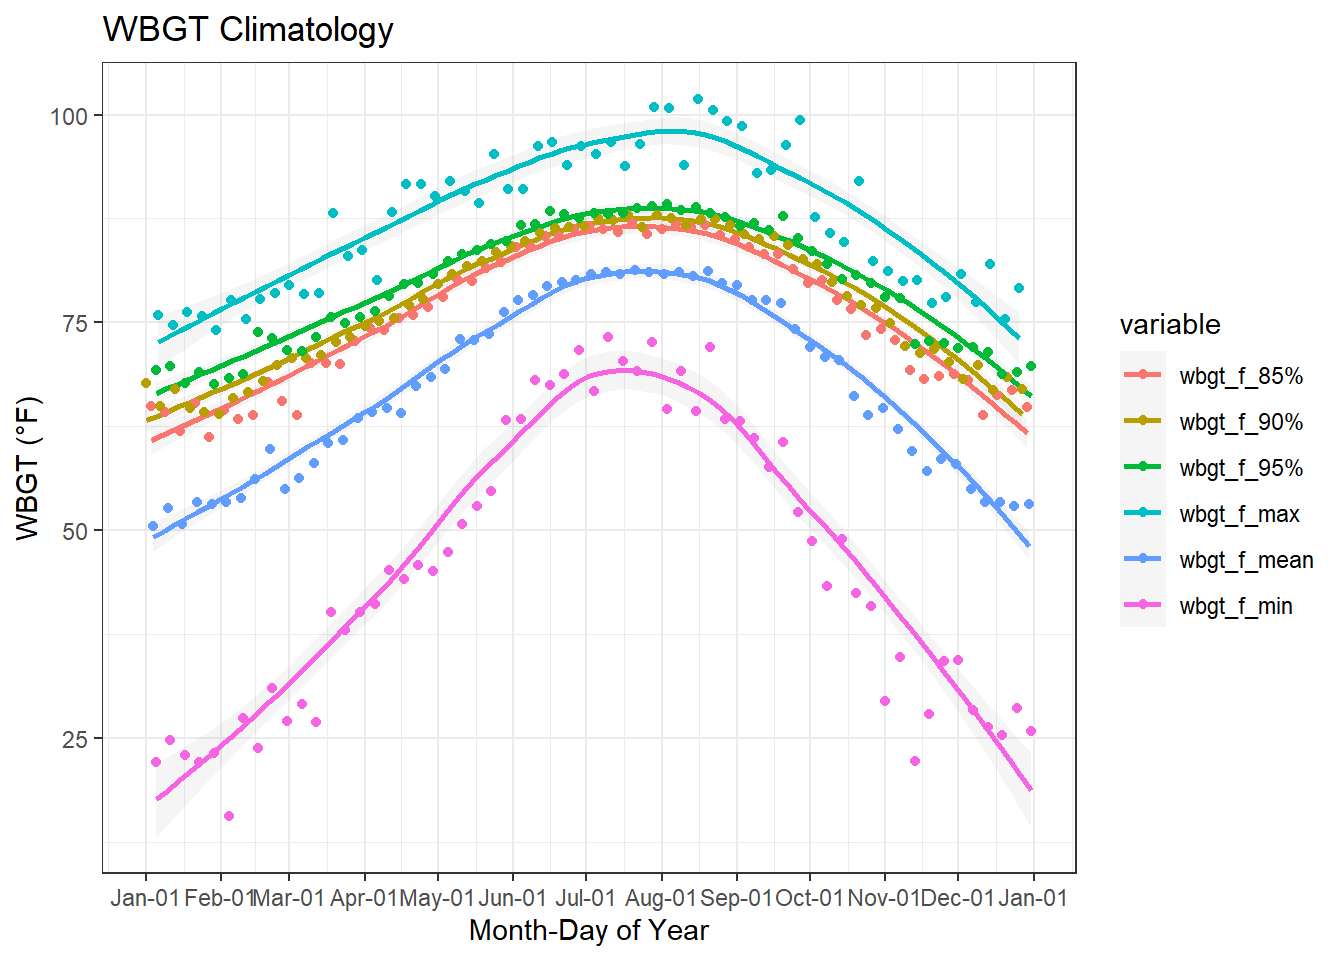 WBGT Climatology
WBGT (°F)
100
75
50
25
Jan-01 Feb-01 Mar-01 Apr-01 May-01 Jun-01 Jul-01 Aug-01 Sep-01 Oct-01 Nov-01 Dec-01 Jan-01
Month-Day of Year
variable
wbgt_f_85%
wbgt_f_90%
wbgt_f_95%
wbgt_f_max
wbgt_f_mean
wbgt_f_min